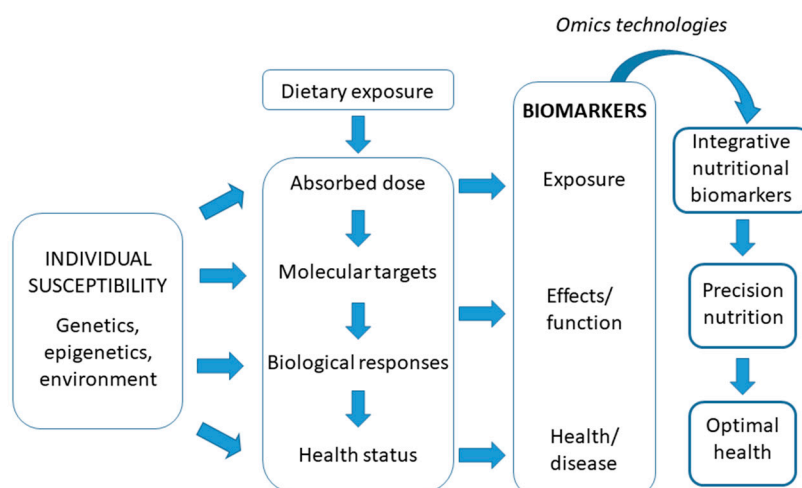 Omics technologies
Dietary exposure
BIOMARKERS
Absorbed dose
Exposure
Integrative
nutritional
biomarkers
INDIVIDUAL
SUSCEPTIBILITY
Genetics,
epigenetics,
environment
Molecular targets
Effects/
function
Precision
nutrition
Biological responses
Health status
Health/
disease
Optimal
health